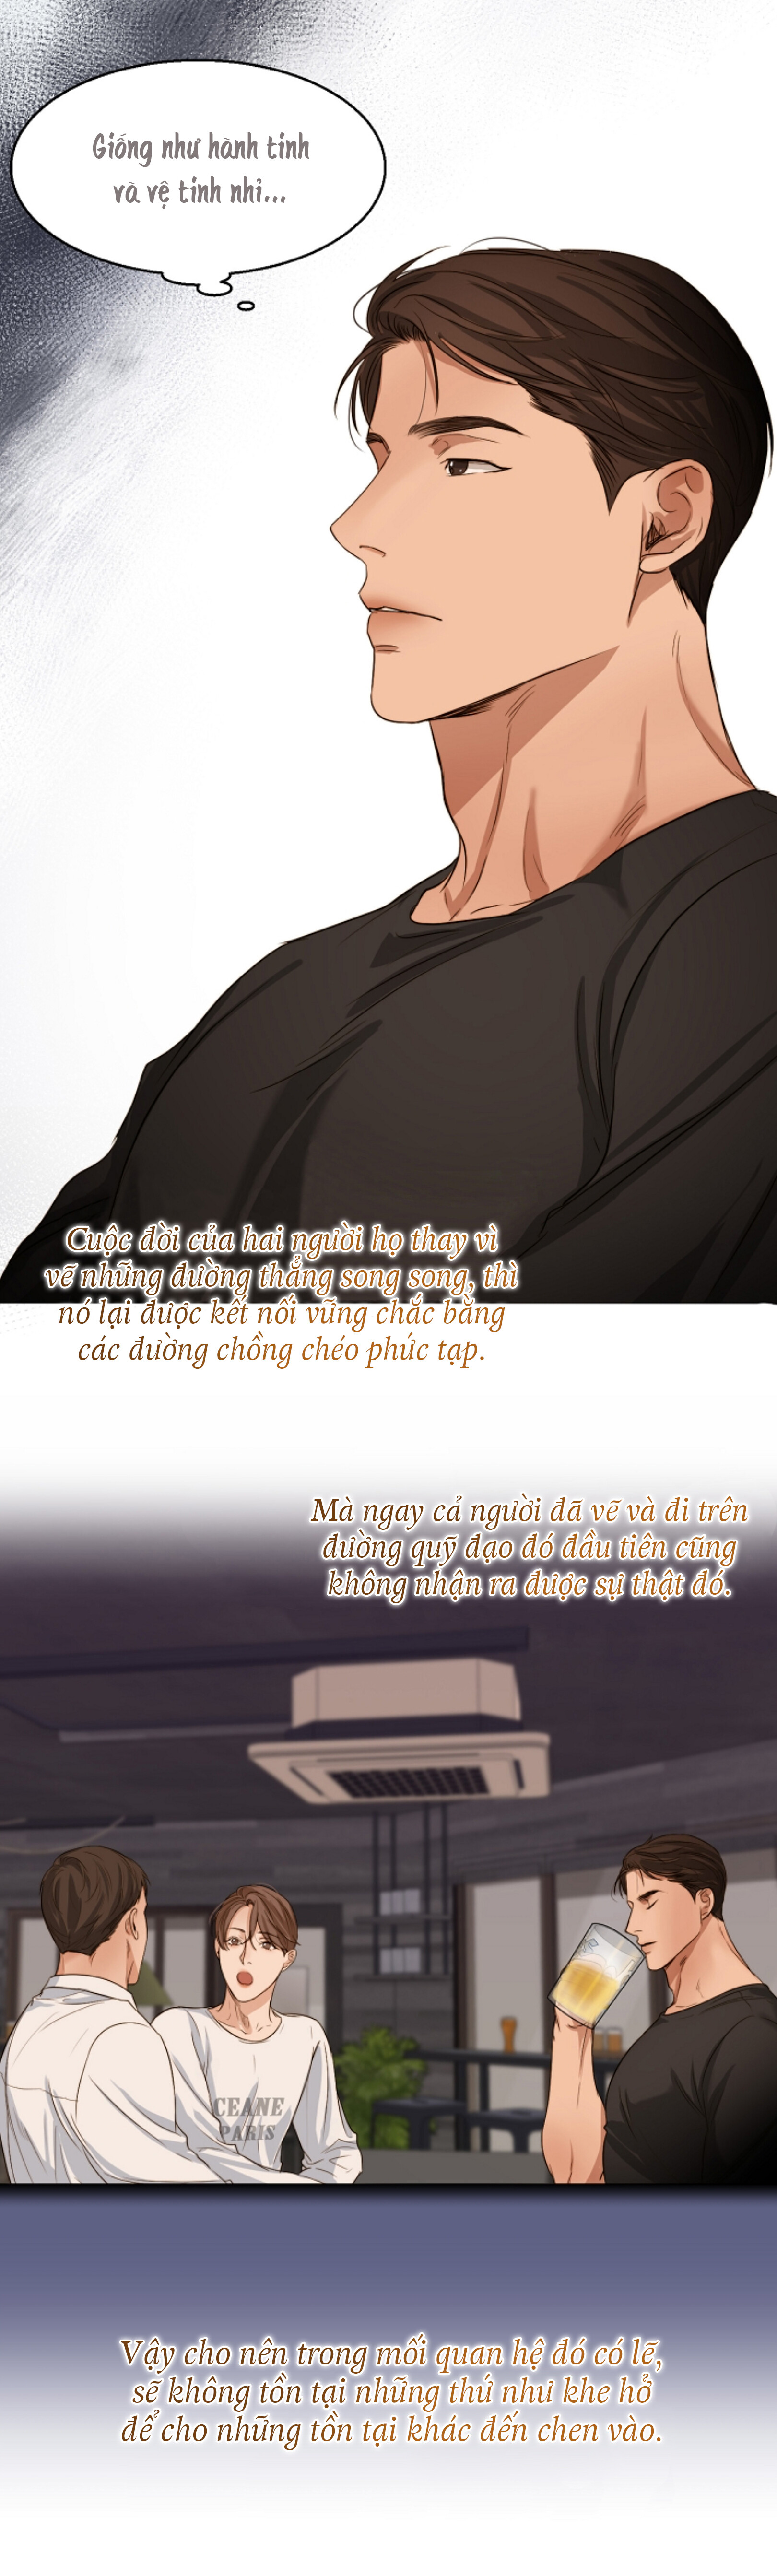 Giống như hành tinh
và vệ tinh nhỉ...
Cuộc đời của hai người họ thay vì
vẽ những đường thẳng song song, thì
nó lại được kết nối vững chắc bằng
các đường chồng chéo phức tạp.
Mà ngay cả người đã vẽ và đi trên
đường quỹ đạo đó đầu tiên cũng
không nhận ra được sự thật đó.
CEANE
PARIS
Vậy cho nên trong mối quan hệ đó có lẽ,
sẽ không tồn tại những thứ như khe hở
để cho những tồn tại khác đến chen vào.